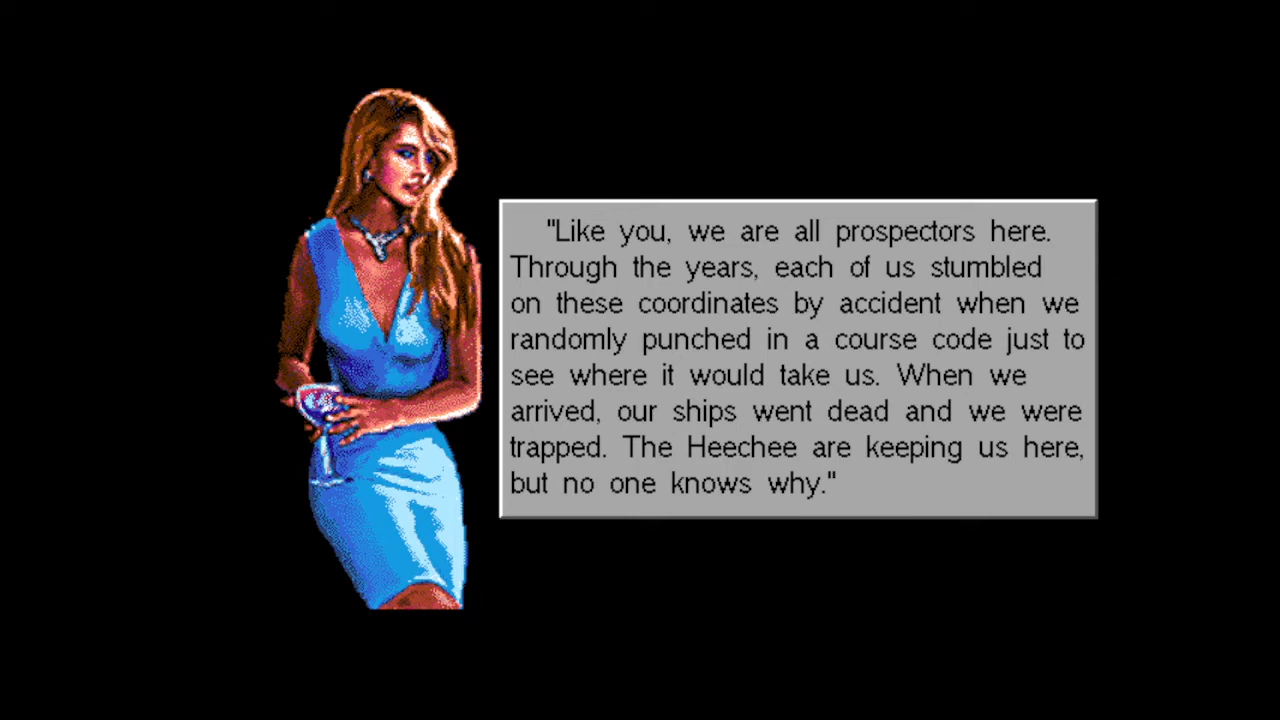 "Like you, we are all prospectors here.
Through the years, each of us stumbled
on these coordinates by accident when we
randomly punched in a course code just to
see where it would take us. When we
arrived, our ships went dead and we were
trapped. The Heechee are keeping us here,
but no one knows why."